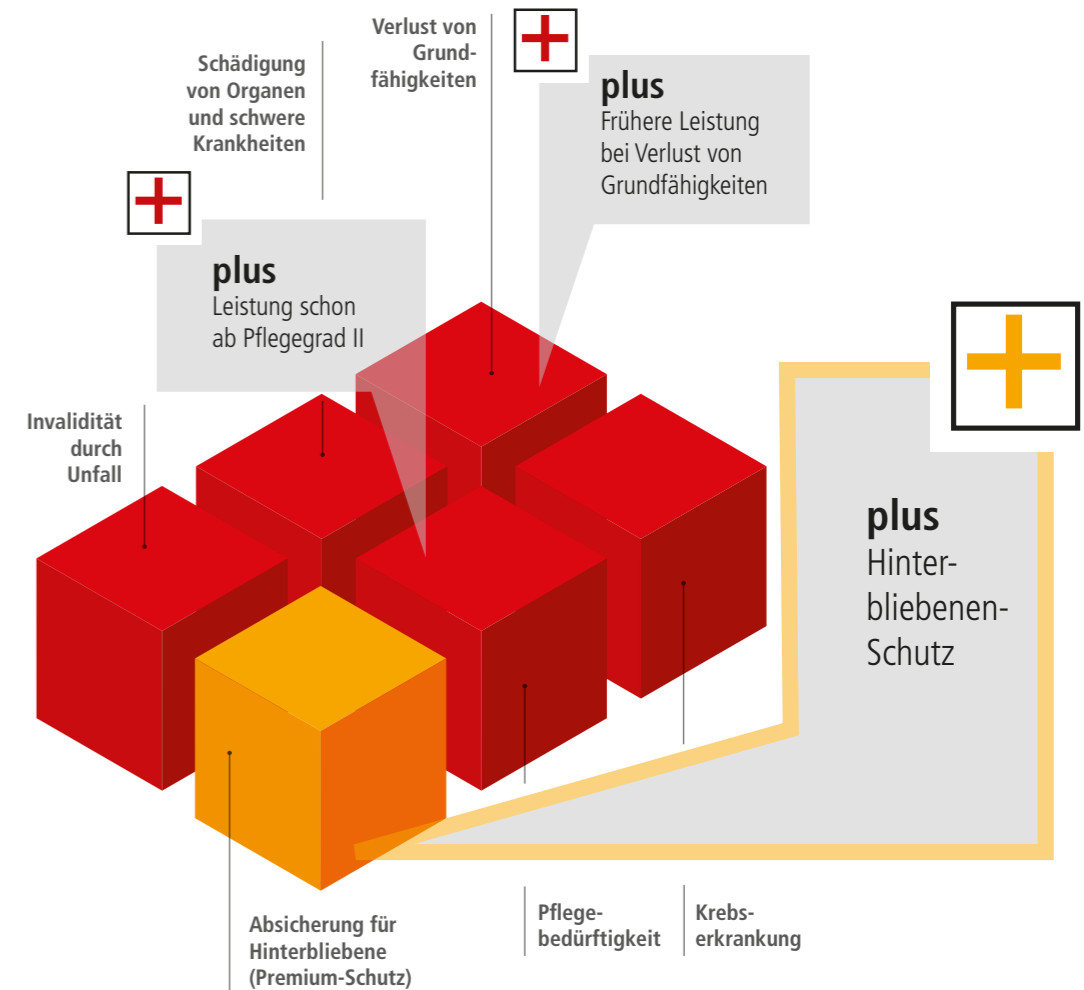 Verlust von
Grund-
fähigkeiten
Schädigung
von Organen
und schwere
Krankheiten
plus
Frühere Leistung
bei Verlust von
Grundfähigkeiten
plus
Leistung schon
ab Pflegegrad II
Invalidität
durch
Unfall
plus
Hinter-
bliebenen-
Schutz
Absicherung für
Hinterbliebene
(Premium-Schutz)
Pflege-
bedürftigkeit
Krebs-
erkrankung